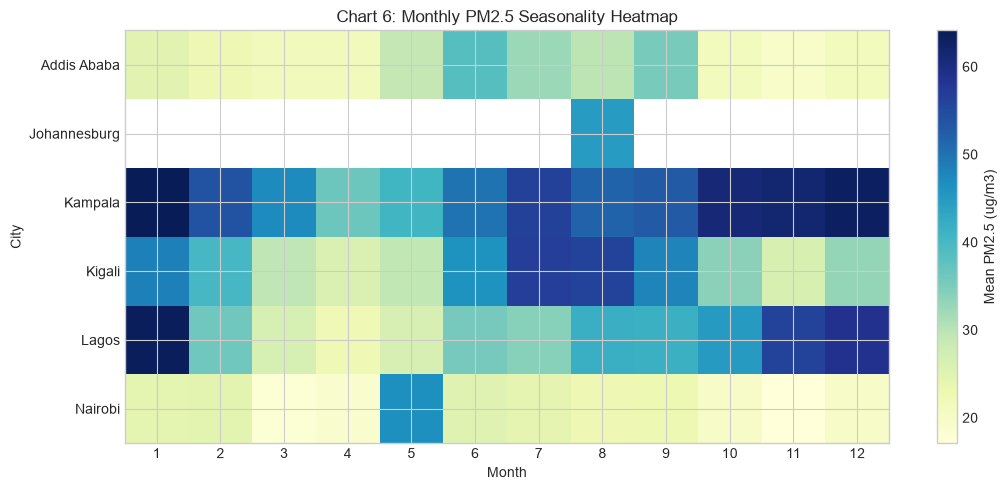 Chart 6: Monthly PM2.5 Seasonality Heatmap
Addis Ababa
Johannesburg
Kampala
Kigali
Lagos
Nairobi
City
1 2 3 4 5 6 7 8 9 10 11 12
Month
60
50
40
30
20
Mean PM2.5 (ug/m3)